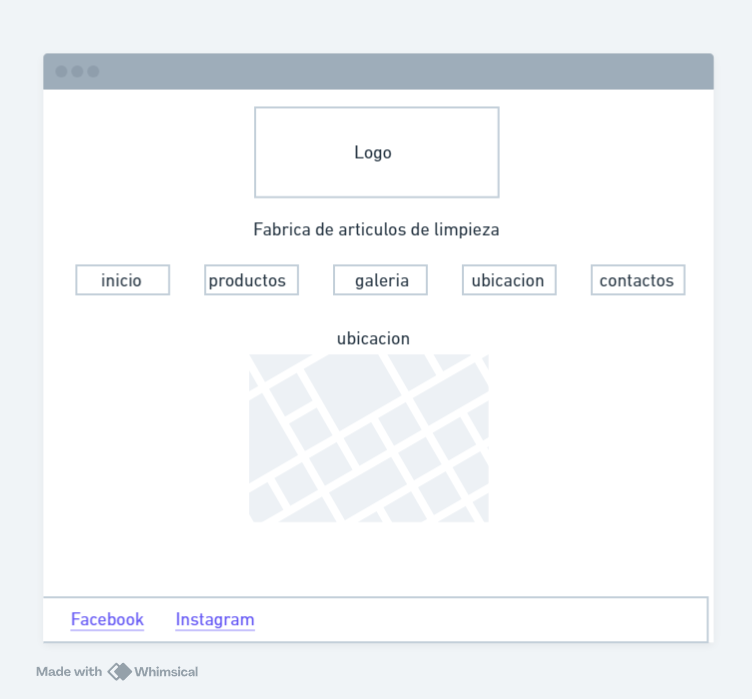 Logo
Fabrica de articulos de limpieza
inicio productos galeria ubicacion contactos
ubicacion
Facebook Instagram
Made with Whimsical